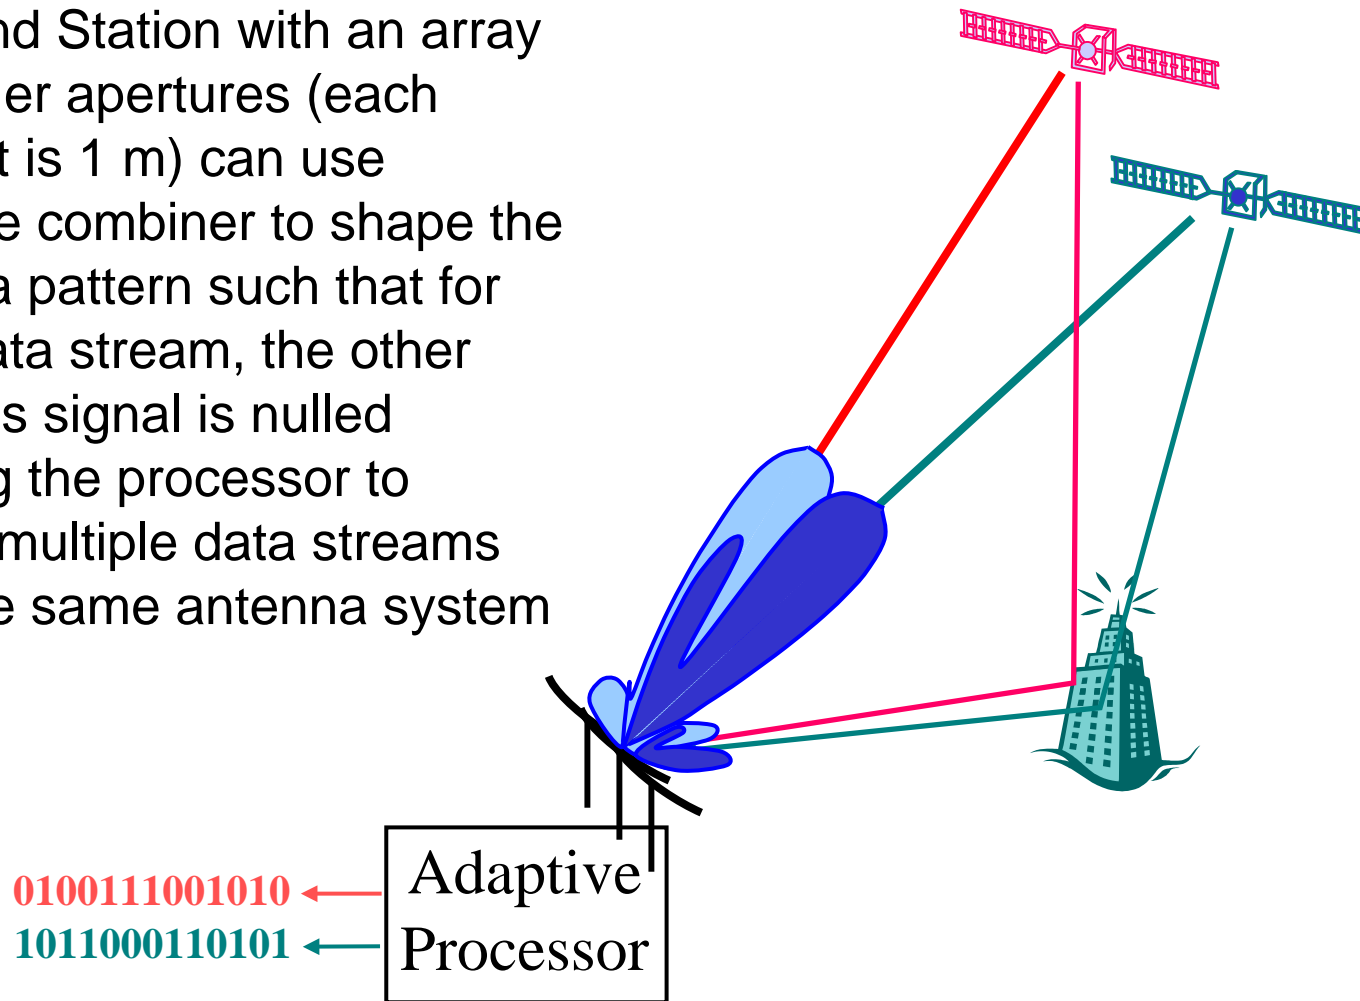 nd Station with an array
er apertures (each
t is 1 m) can use
e combiner to shape the
a pattern such that for
ata stream, the other
s signal is nulled
g the processor to
multiple data streams
e same antenna system
Adaptive
Processor
0100111001010
1011000110101